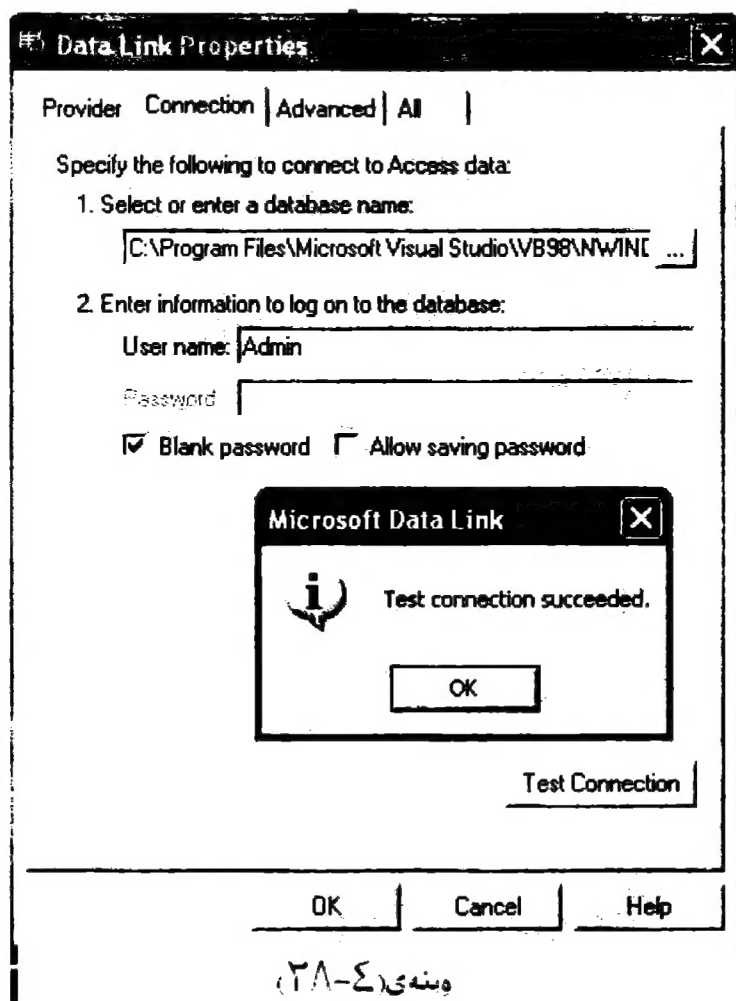 Data Link Properties
Provider Connection Advanced All
Specify the following to connect to Access data:
1. Select or enter a database name:
C:\Program Files\Microsoft Visual Studio\VB98\NWIND ...
2. Enter information to log on to the database:
User name: Admin
Password
Blank password Allow saving password
Microsoft Data Link
Test connection succeeded.
OK
Test Connection
OK Cancel Help
وينەى(٤-٢٨)